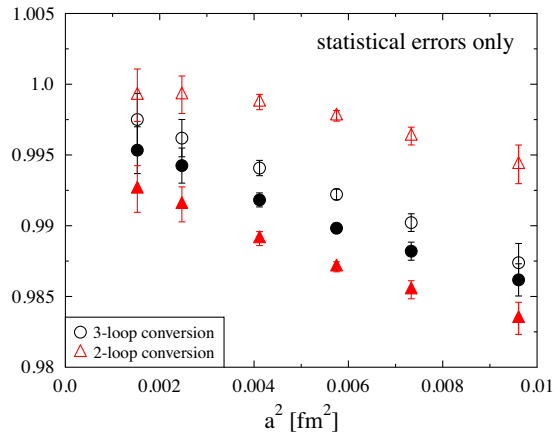 1.005
statistical errors only
1.0
0.995
0.99
0.985
3-loop conversion
2-loop conversion
0.98
0.0 0.002 0.004 0.006 0.008 0.01
a² [fm²]